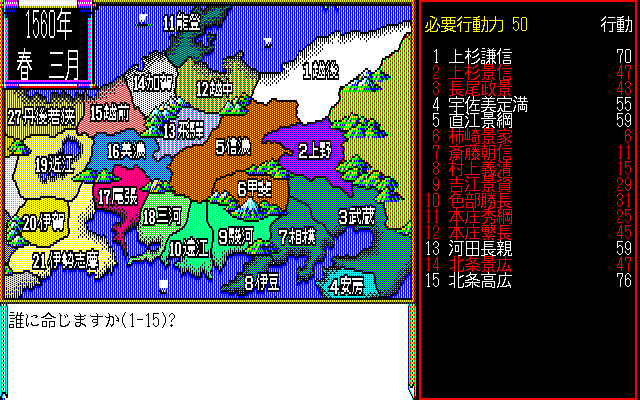 1560年
春 三月
11能登
1越後
14加賀
12越中
15越前
13飛騨
27丹後若狭
5信濃
2上野
19近江
16美濃
17尾張
6甲斐
18三河
20伊賀
3武蔵
9駿河
7相模
10遠江
21伊勢志摩
8伊豆
4安房
誰に命じますか(1-15)?
必要行動力 50 行動
1 上杉謙信 70
2 上杉景信 47
3 長尾政景 43
4 宇佐美定満 55
5 直江景綱 59
6 柿崎景家 6
7 斎藤朝信 11
8 村上義清 15
9 吉江景資 29
10 色部勝長 31
11 本庄秀綱 25
12 本庄繁長 45
13 河田長親 59
14 北条景広 47
15 北条高広 76